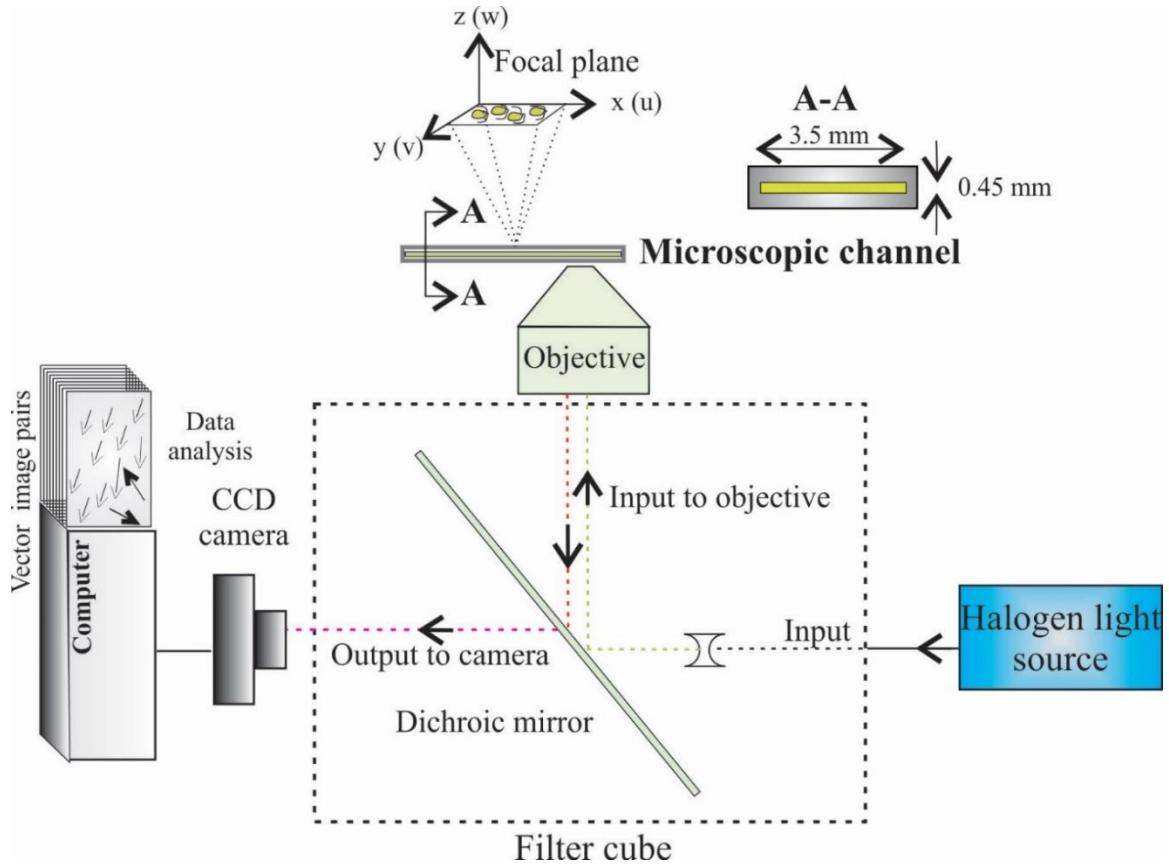 z (w)
Focal plane
x (u)
y (v)
A-A
3.5 mm
0.45 mm
A
Microscopic channel
A
Objective
Vector image pairs
Data
analysis
CCD
camera
Computer
Input to objective
Output to camera
Input
Halogen light
source
Dichroic mirror
Filter cube